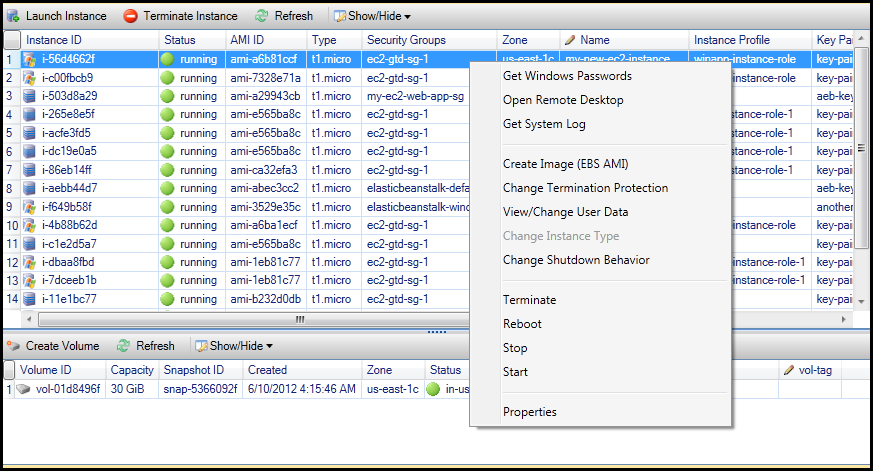 Launch Instance Terminate Instance Refresh Show/Hide
Instance ID Status AMI ID Type Security Groups Zone Name Instance Profile Key Pai
1 i-56d4662f running ami-a6b81ccf t1.micro ec2-gtd-sg-1 us-east-1c my-new-ec2-instance winapp-instance-role key-pai
2 i-c00fbcb9 running ami-7328e71a t1.micro ec2-gtd-sg-1 instance-role key-pai
3 i-503d8a29 running ami-a29943cb t1.micro my-ec2-web-app-sg aeb-key
4 i-265e8e5f running ami-e565ba8c t1.micro ec2-gtd-sg-1 nstance-role-1 key-pai
5 i-acfe3fd5 running ami-e565ba8c t1.micro ec2-gtd-sg-1 key-pai
6 i-dc19e0a5 running ami-e565ba8c t1.micro ec2-gtd-sg-1 nstance-role-1 key-pai
7 i-86eb14ff running ami-ca32efa3 t1.micro ec2-gtd-sg-1 nstance-role-1 key-pai
8 i-aebb44d7 running ami-abec3cc2 t1.micro elasticbeanstalk-defa aeb-key
9 i-f649b58f running ami-3529e35c t1.micro elasticbeanstalk-wind another
10 i-4b88b62d running ami-a6ba1ecf t1.micro ec2-gtd-sg-1 instance-role key-pai
11 i-c1e2d5a7 running ami-e565ba8c t1.micro ec2-gtd-sg-1 key-pai
12 i-dbaa8fbd running ami-1eb81c77 t1.micro ec2-gtd-sg-1 instance-role-1 key-pai
13 i-7dceeb1b running ami-1eb81c77 t1.micro ec2-gtd-sg-1 instance-role-1 key-pai
14 i-11e1bc77 running ami-b232d0db t1.micro ec2-gtd-sg-1 key-pai
Get Windows Passwords
Open Remote Desktop
Get System Log
Create Image (EBS AMI)
Change Termination Protection
View/Change User Data
Change Instance Type
Change Shutdown Behavior
Terminate
Reboot
Stop
Start
Properties
Create Volume Refresh Show/Hide
Volume ID Capacity Snapshot ID Created Zone Status vol-tag
1 vol-01d8496f 30 GiB snap-5366092f 6/10/2012 4:15:46 AM us-east-1c in-us